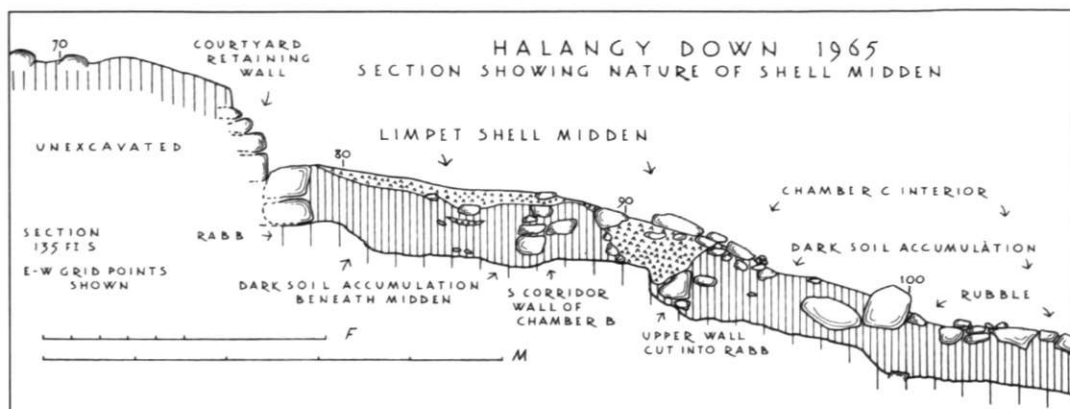 HALANGY DOWN 1965
SECTION SHOWING NATURE OF SHELL MIDDEN
70
COURTYARD
RETAINING
WALL
LIMPET SHELL MIDDEN
UNEXCAVATED
80
90
CHAMBER C INTERIOR
SECTION
135 FT S
E-W GRID POINTS
SHOWN
RABB
DARK SOIL ACCUMULATION
100
DARK SOIL ACCUMULATION
BENEATH MIDDEN
S CORRIDOR
WALL OF
CHAMBER B
RUBBLE
UPPER WALL
CUT INTO RABB
F
M